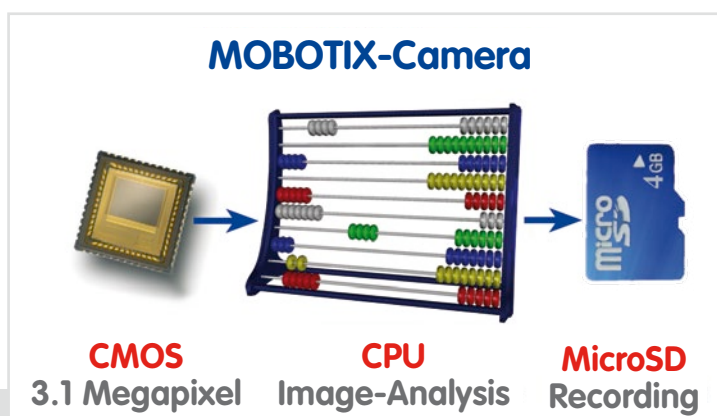 MOBOTIX-Camera
4GB
micro
SD
CMOS
CPU
MicroSD
3.1 Megapixel
Image-Analysis
Recording